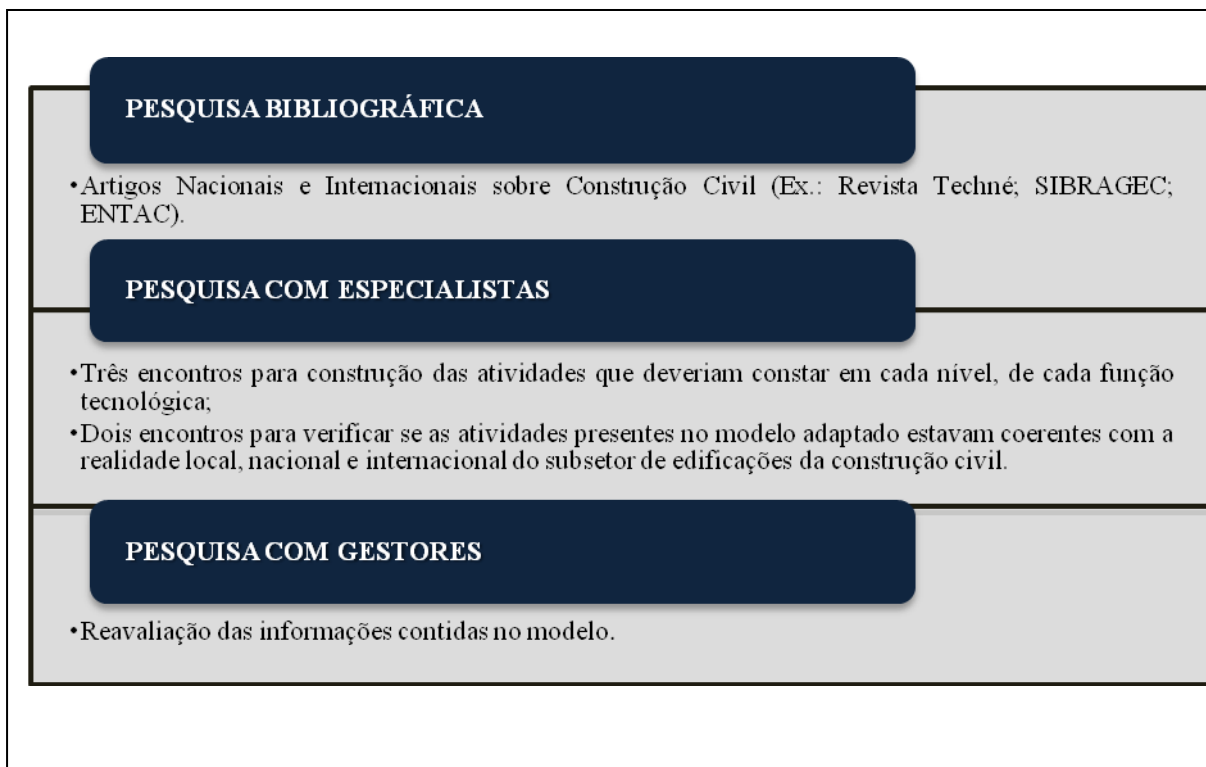 PESQUISA BIBLIOGRÁFICA
•Artigos Nacionais e Internacionais sobre Construção Civil (Ex.: Revista Techné; SIBRAGEC;
ENTAC).
PESQUISA COM ESPECIALISTAS
•Três encontros para construção das atividades que deveriam constar em cada nível, de cada função
tecnológica;
•Dois encontros para verificar se as atividades presentes no modelo adaptado estavam coerentes com a
realidade local, nacional e internacional do subsetor de edificações da construção civil.
PESQUISA COM GESTORES
•Reavaliação das informações contidas no modelo.